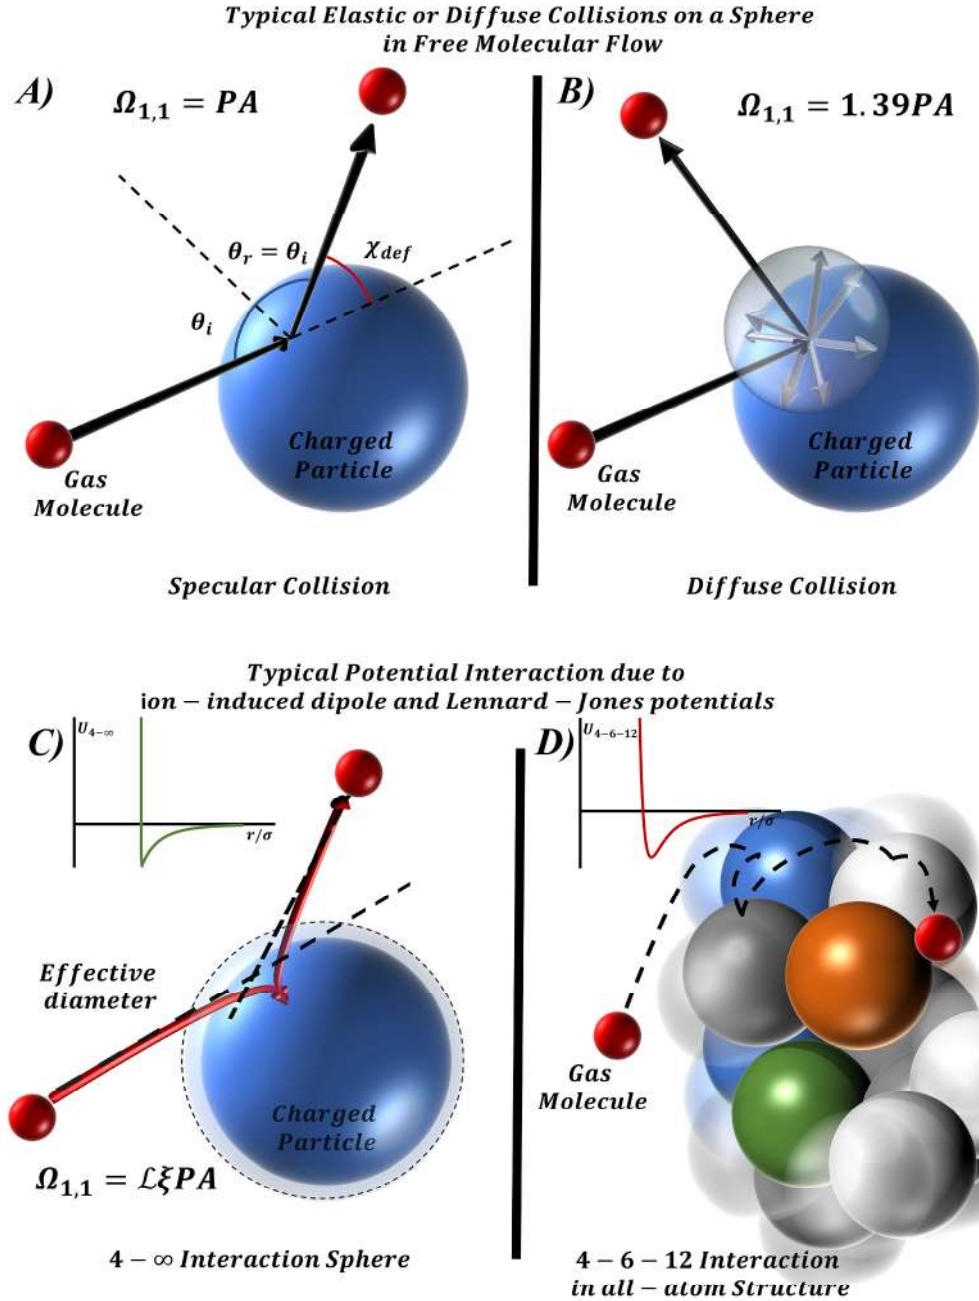 Typical Elastic or Diffuse Collisions on a Sphere
in Free Molecular Flow
A)
Ω₁,₁ = PA
θᵣ = θᵢ
χ_def
θᵢ
Charged
Particle
Gas
Molecule
Specular Collision
B)
Ω₁,₁ = 1.39PA
Charged
Particle
Gas
Molecule
Diffuse Collision
Typical Potential Interaction due to
ion – induced dipole and Lennard – Jones potentials
C)
U₄₋∞
r/σ
Effective
diameter
Charged
Particle
Ω₁,₁ = ℒξPA
4 – ∞ Interaction Sphere
D)
U₄₋₆₋₁₂
r/σ
Gas
Molecule
4 – 6 – 12 Interaction
in all – atom Structure